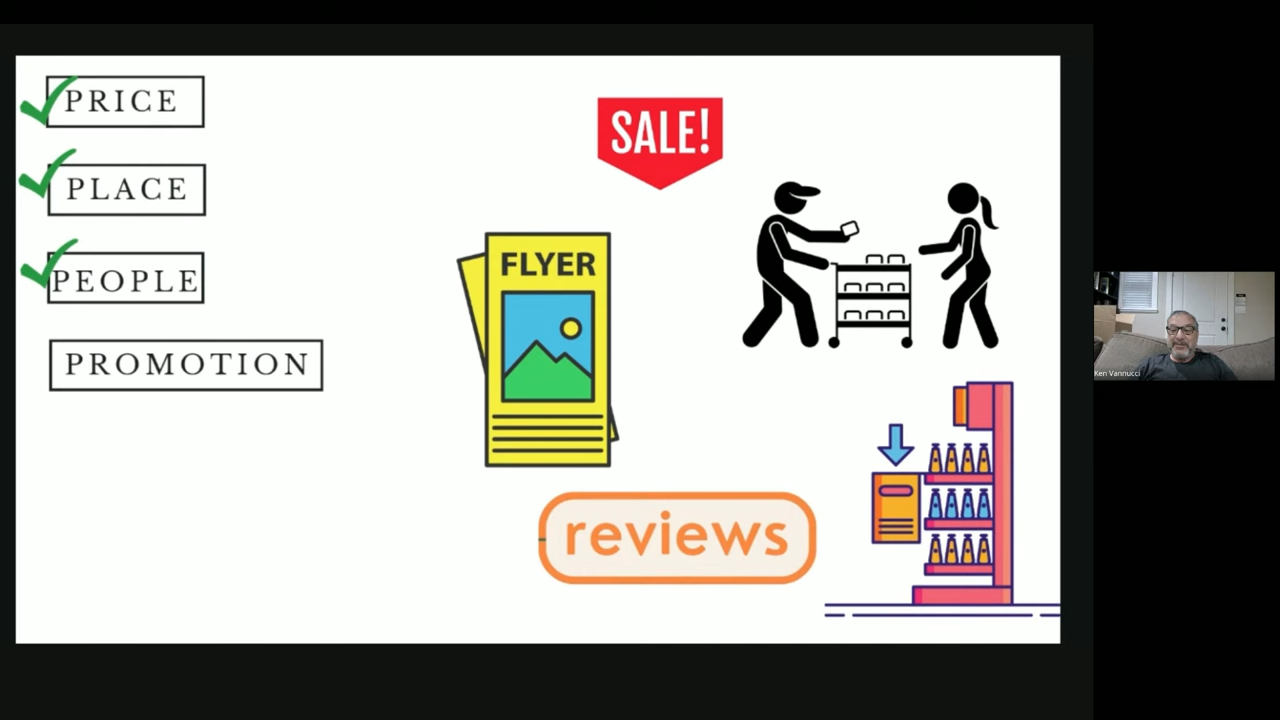 PRICE
PLACE
PEOPLE
PROMOTION
SALE!
FLYER
reviews
Ken Vannucci